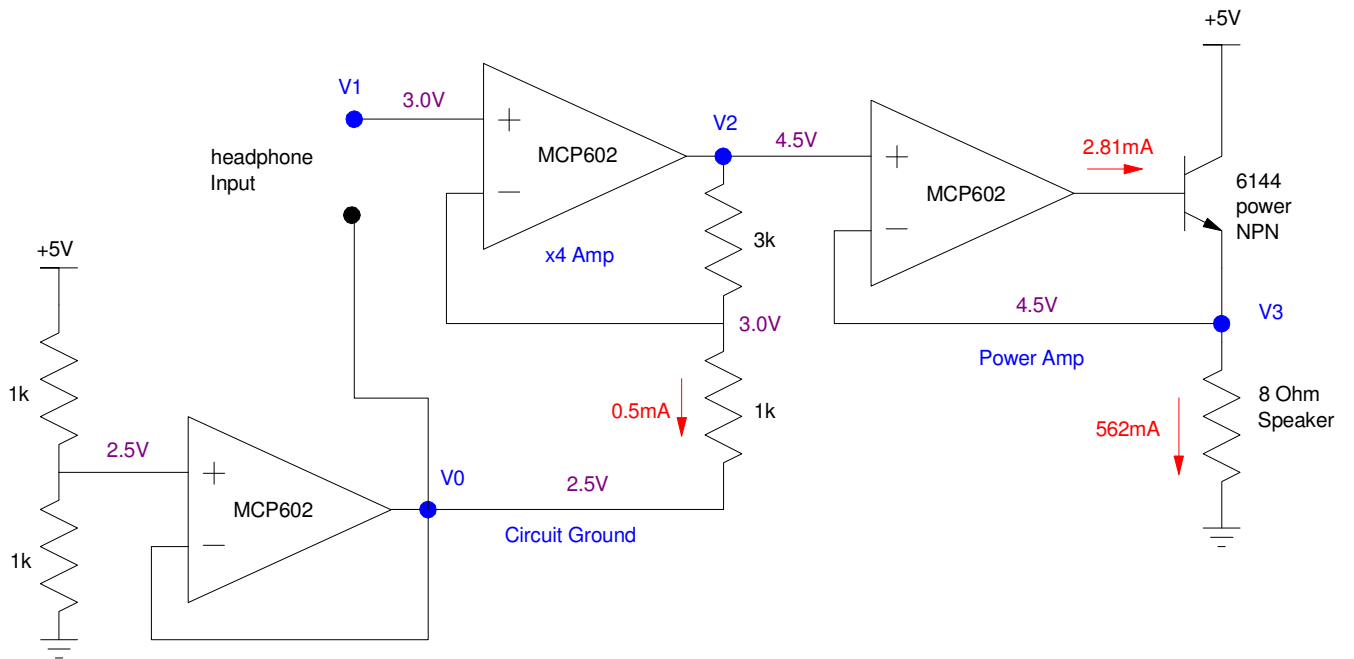 +5V
V1
3.0V
headphone
Input
+
MCP602
−
x4 Amp
V2
4.5V
3k
3.0V
+
MCP602
−
2.81mA
6144
power
NPN
4.5V
V3
Power Amp
8 Ohm
Speaker
562mA
+5V
1k
1k
2.5V
+
MCP602
−
V0
2.5V
Circuit Ground
0.5mA
1k